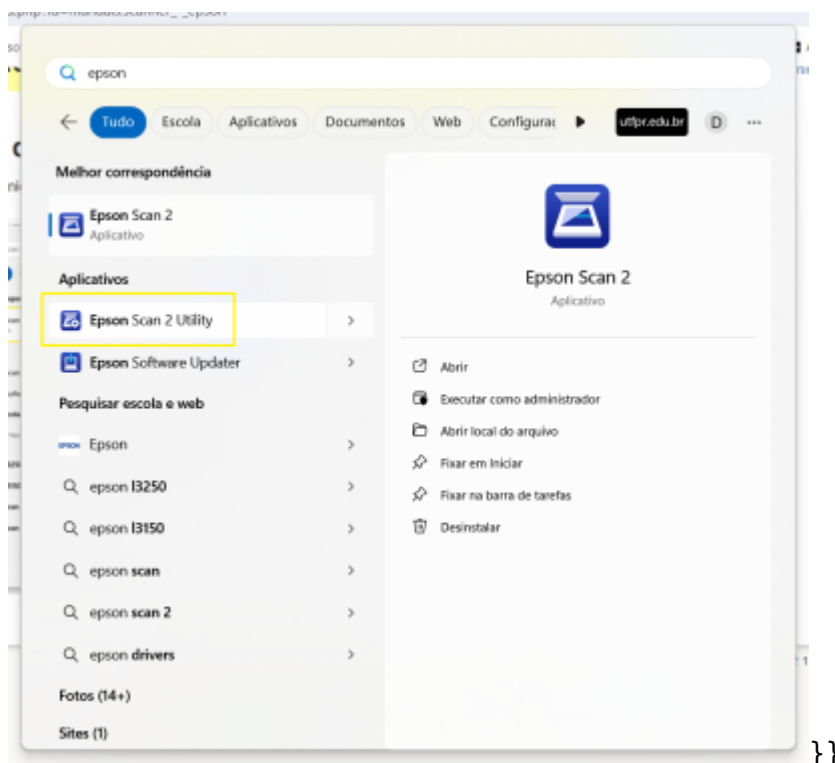 epson
Tudo Escola Aplicativos Documentos Web Configuraç utfpr.edu.br D ...
Melhor correspondência
Epson Scan 2
Aplicativo
Epson Scan 2
Aplicativo
Aplicativos
Epson Scan 2 Utility
Epson Software Updater
Pesquisar escola e web
EPSON Epson
epson l3250
epson l3150
epson scan
epson scan 2
epson drivers
Fotos (14+)
Sites (1)
Abrir
Executar como administrador
Abrir local do arquivo
Fixar em Iniciar
Fixar na barra de tarefas
Desinstalar
}}